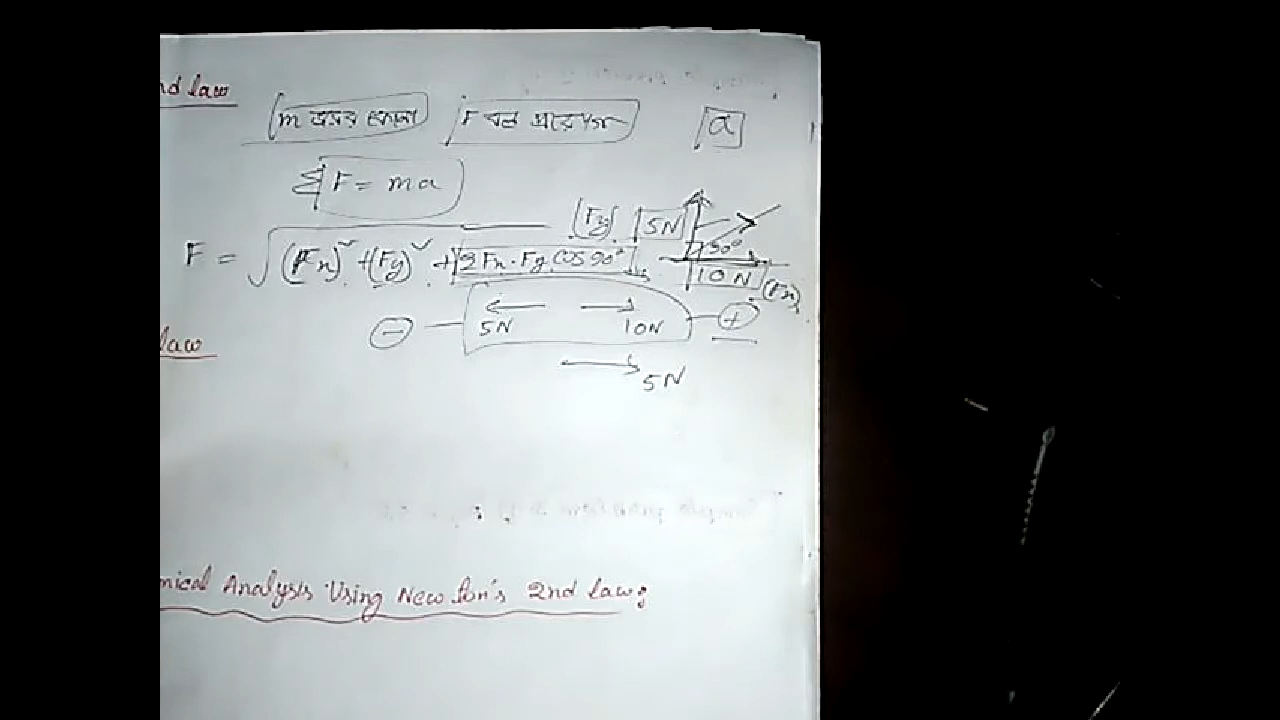 nd law
m ভরের কোনো F বল প্রয়োগ a
ΣF = ma
Fy 5N
F = √(Fx)² + (Fy)² + 2Fx·Fy cos 90° 90°
10N (Fx)
− 5N 10N +
law
5N
mical Analysis Using Newton's 2nd law: